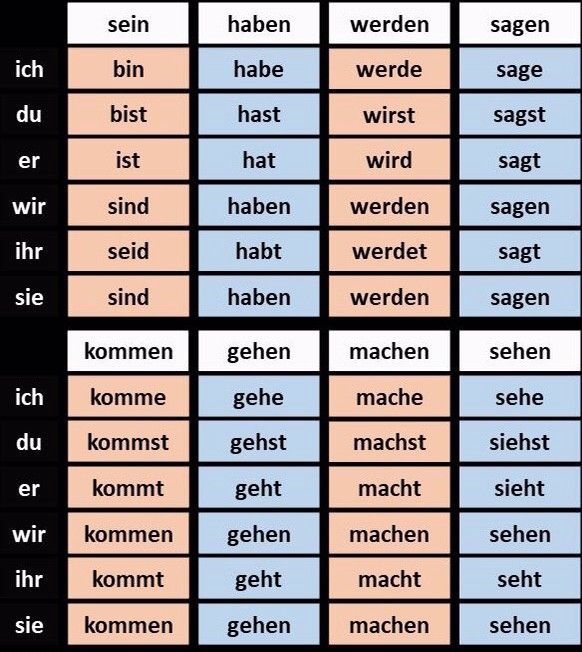 sein haben werden sagen
ich bin habe werde sage
du bist hast wirst sagst
er ist hat wird sagt
wir sind haben werden sagen
ihr seid habt werdet sagt
sie sind haben werden sagen
kommen gehen machen sehen
ich komme gehe mache sehe
du kommst gehst machst siehst
er kommt geht macht sieht
wir kommen gehen machen sehen
ihr kommt geht macht seht
sie kommen gehen machen sehen